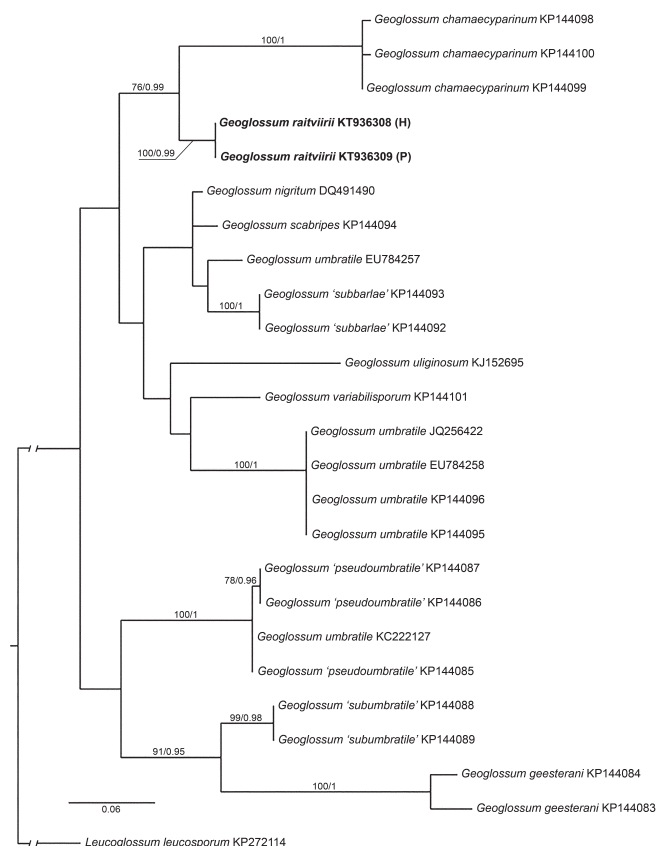 Geoglossum chamaecyparinum KP144098
100/1
Geoglossum chamaecyparinum KP144100
76/0.99
Geoglossum chamaecyparinum KP144099
Geoglossum raitviirii KT936308 (H)
100/0.99
Geoglossum raitviirii KT936309 (P)
Geoglossum nigritum DQ491490
Geoglossum scabripes KP144094
Geoglossum umbratile EU784257
Geoglossum ‘subbarlae’ KP144093
100/1
Geoglossum ‘subbarlae’ KP144092
Geoglossum uliginosum KJ152695
Geoglossum variabilisporum KP144101
Geoglossum umbratile JQ256422
100/1
Geoglossum umbratile EU784258
Geoglossum umbratile KP144096
Geoglossum umbratile KP144095
Geoglossum ‘pseudoumbratile’ KP144087
78/0.96
Geoglossum ‘pseudoumbratile’ KP144086
100/1
Geoglossum umbratile KC222127
Geoglossum ‘pseudoumbratile’ KP144085
Geoglossum ‘subumbratile’ KP144088
99/0.98
Geoglossum ‘subumbratile’ KP144089
91/0.95
Geoglossum geesterani KP144084
100/1
Geoglossum geesterani KP144083
0.06
Leucoglossum leucosporum KP272114